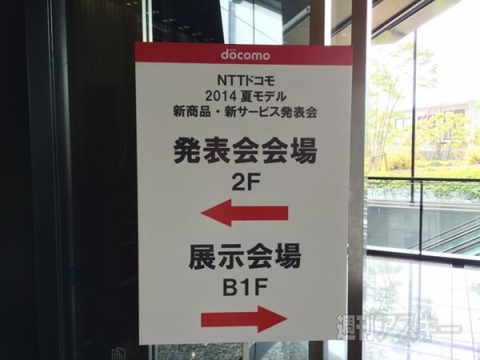 döcomo
NTTドコモ
2014 夏モデル
新商品・新サービス発表会
発表会会場
2F
展示会場
B1F
週刊アスキー